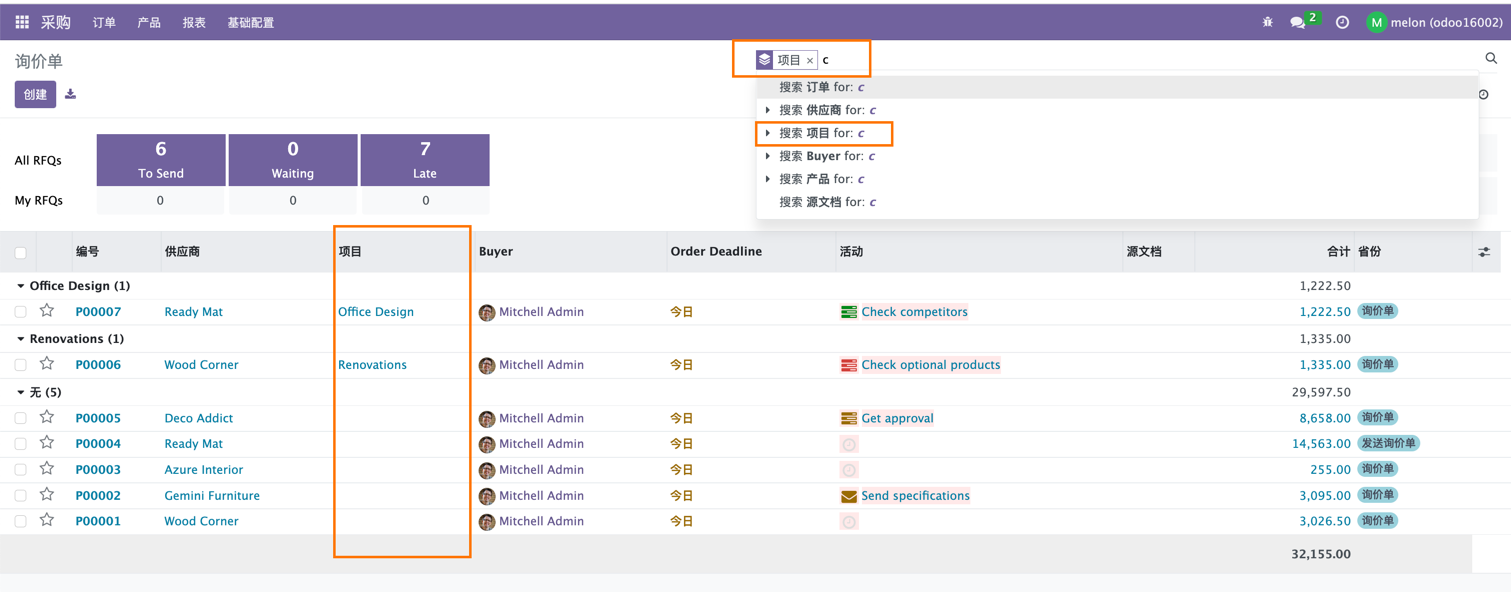 采购 订单 产品 报表 基础配置 2 M melon (odoo16002)
询价单 项目 × c
创建
搜索 订单 for: c
搜索 供应商 for: c
搜索 项目 for: c
搜索 Buyer for: c
搜索 产品 for: c
搜索 源文档 for: c
All RFQs 6 To Send 0 Waiting 7 Late
My RFQs 0 0 0
编号 供应商 项目 Buyer Order Deadline 活动 源文档 合计 省份
Office Design (1) 1,222.50
P00007 Ready Mat Office Design Mitchell Admin 今日 Check competitors 1,222.50 询价单
Renovations (1) 1,335.00
P00006 Wood Corner Renovations Mitchell Admin 今日 Check optional products 1,335.00 询价单
无 (5) 29,597.50
P00005 Deco Addict Mitchell Admin 今日 Get approval 8,658.00 询价单
P00004 Ready Mat Mitchell Admin 今日 14,563.00 发送询价单
P00003 Azure Interior Mitchell Admin 今日 255.00 询价单
P00002 Gemini Furniture Mitchell Admin 今日 Send specifications 3,095.00 询价单
P00001 Wood Corner Mitchell Admin 今日 3,026.50 询价单
32,155.00